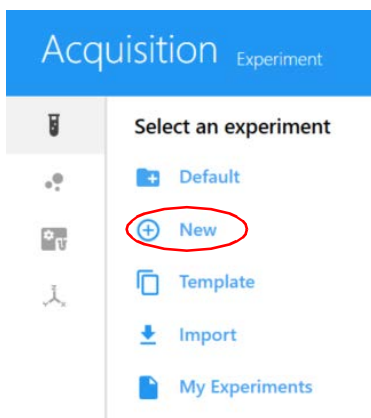 Acquisition Experiment
Select an experiment
Default
New
Template
Import
My Experiments